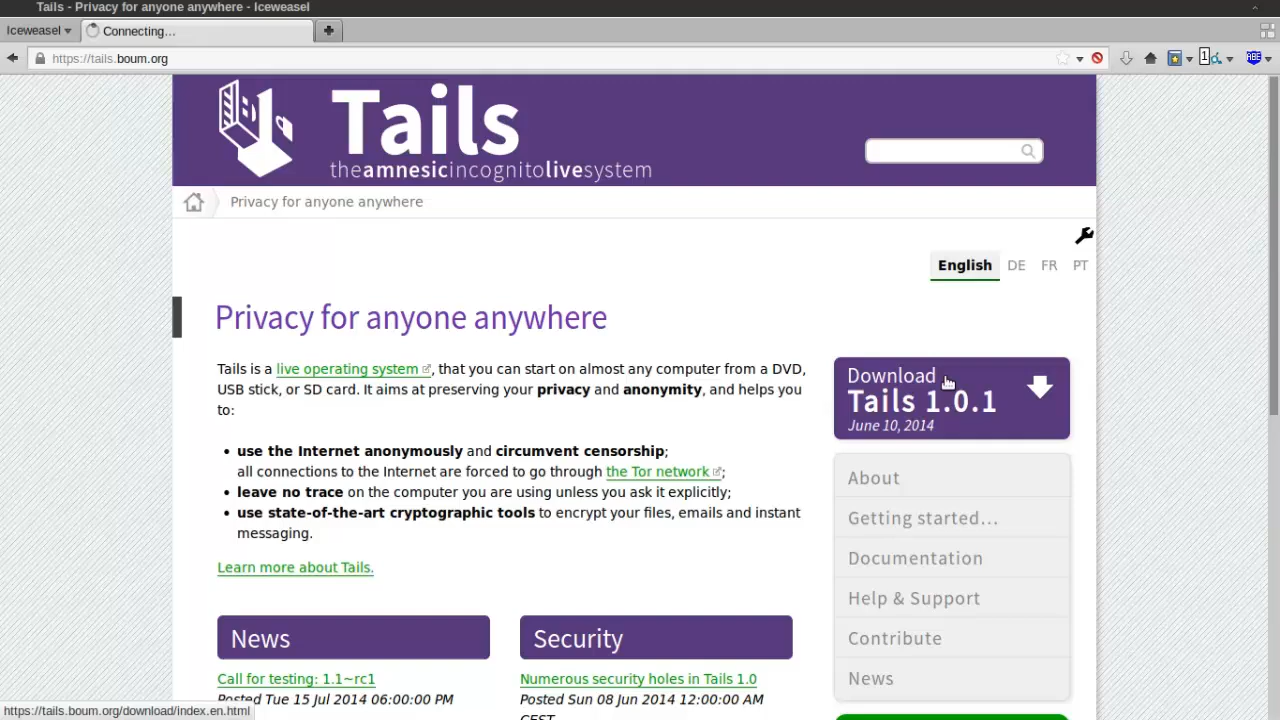 Tails - Privacy for anyone anywhere - Iceweasel
Iceweasel
Connecting...
https://tails.boum.org
1
ABE
Tails
theamnesicincognitolivesystem
Privacy for anyone anywhere
English DE FR PT
Privacy for anyone anywhere
Tails is a live operating system, that you can start on almost any computer from a DVD,
USB stick, or SD card. It aims at preserving your privacy and anonymity, and helps you
to:
• use the Internet anonymously and circumvent censorship;
all connections to the Internet are forced to go through the Tor network;
• leave no trace on the computer you are using unless you ask it explicitly;
• use state-of-the-art cryptographic tools to encrypt your files, emails and instant
messaging.
Learn more about Tails.
Download
Tails 1.0.1
June 10, 2014
About
Getting started...
Documentation
Help & Support
Contribute
News
News
Call for testing: 1.1~rc1
Posted Tue 15 Jul 2014 06:00:00 PM
Security
Numerous security holes in Tails 1.0
Posted Sun 08 Jun 2014 12:00:00 AM
CEST
https://tails.boum.org/download/index.en.html